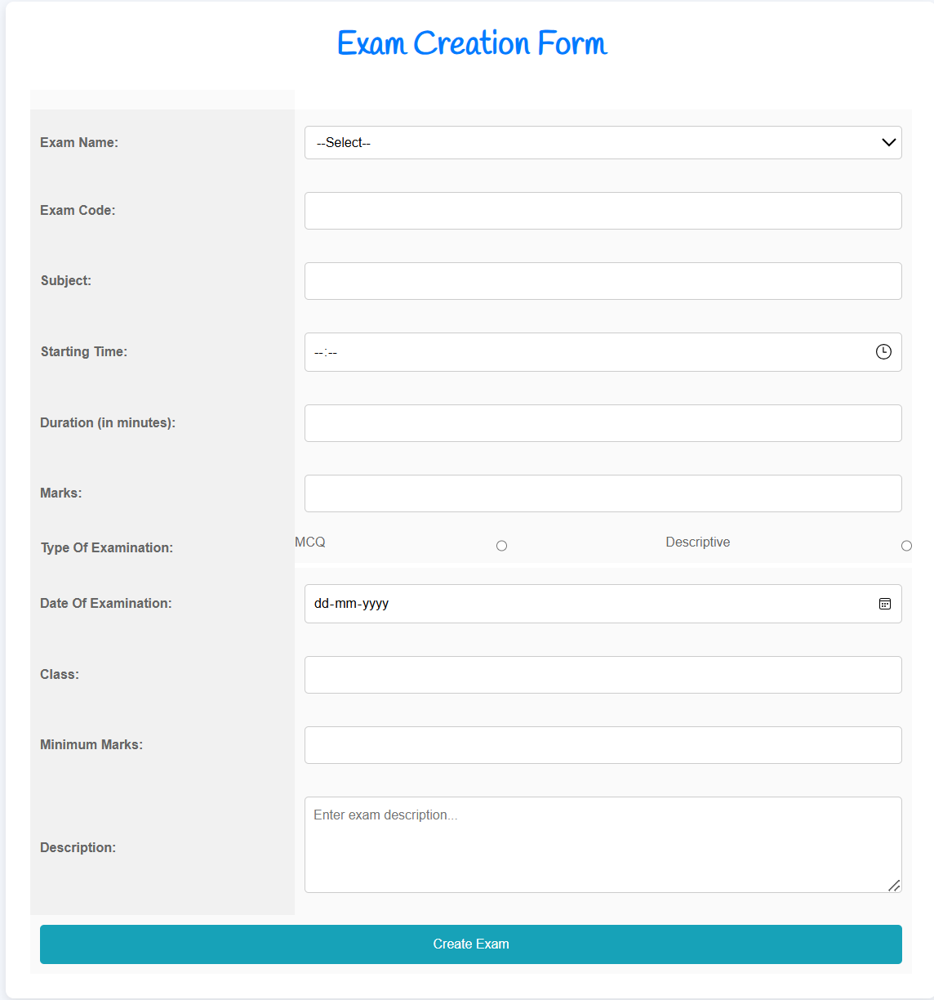 Exam Creation Form
Exam Name:
--Select--
Exam Code:
Subject:
Starting Time:
--:--
Duration (in minutes):
Marks:
Type Of Examination:
MCQ
Descriptive
Date Of Examination:
dd-mm-yyyy
Class:
Minimum Marks:
Description:
Enter exam description...
Create Exam